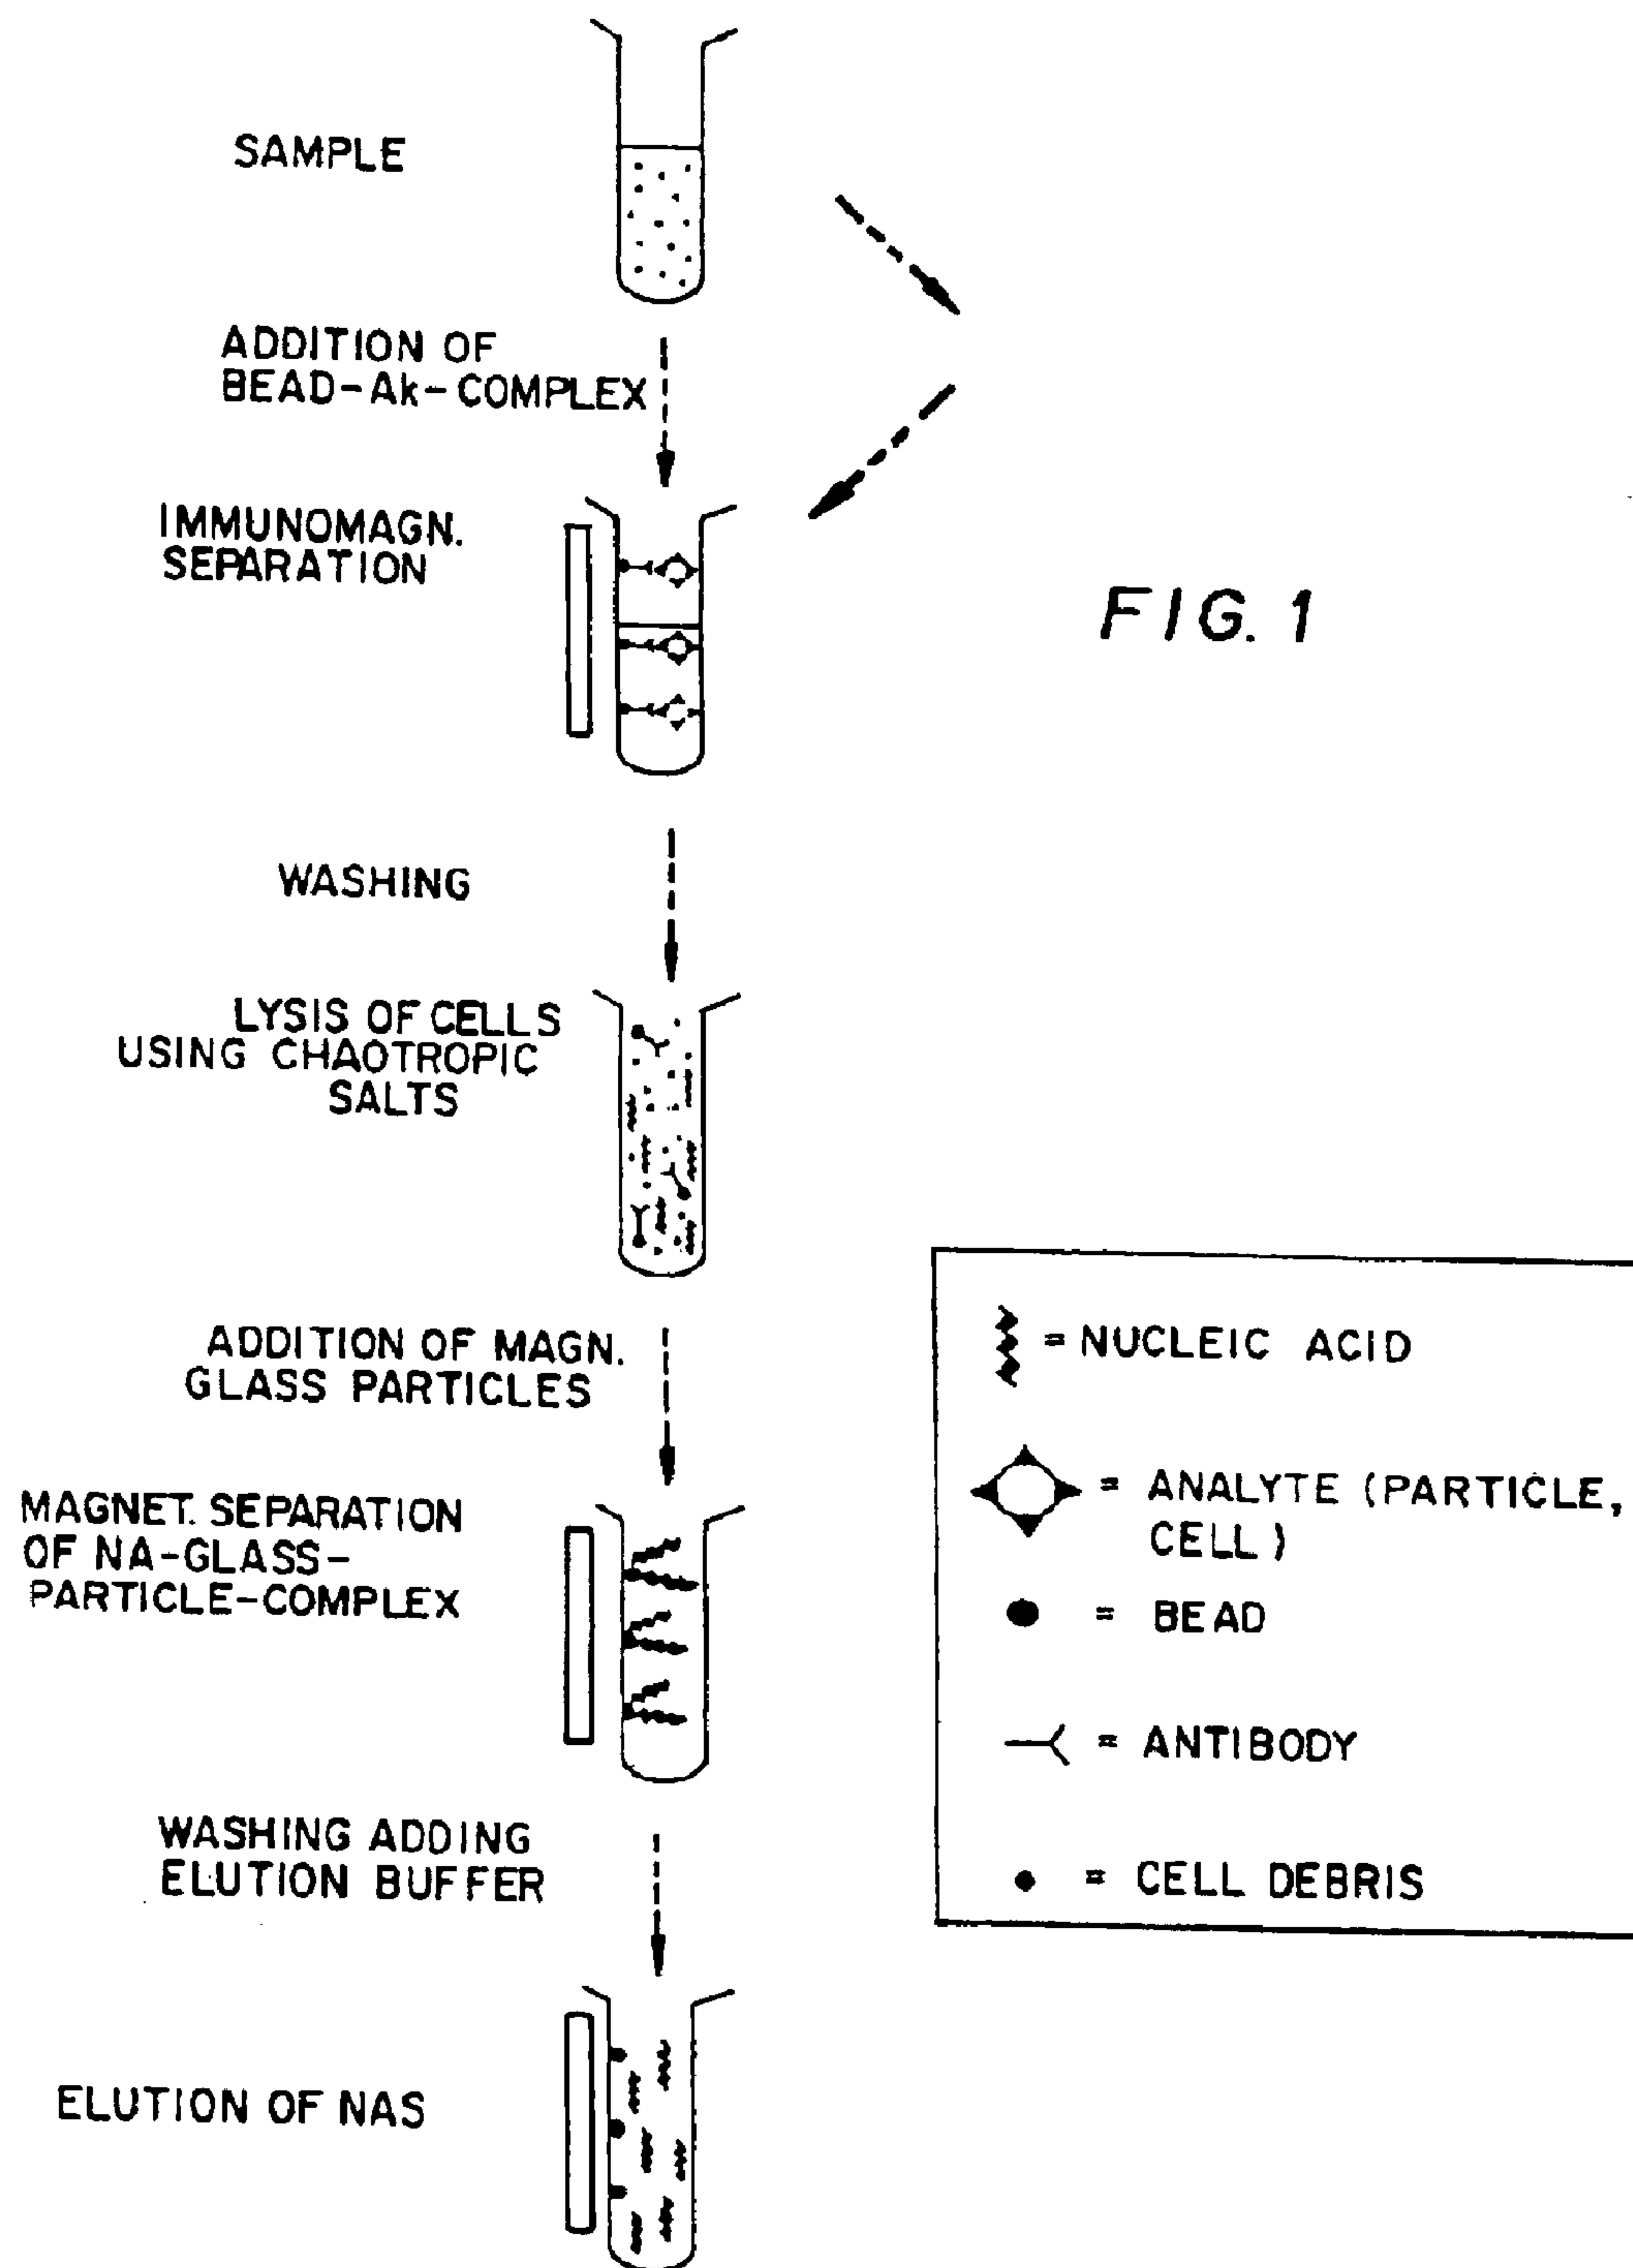 SAMPLE
ADDITION OF
BEAD-Ak-COMPLEX
IMMUNOMAGN.
SEPARATION
FIG. 1
WASHING
LYSIS OF CELLS
USING CHAOTROPIC
SALTS
ADDITION OF MAGN.
GLASS PARTICLES
MAGNET. SEPARATION
OF NA-GLASS-
PARTICLE-COMPLEX
WASHING ADDING
ELUTION BUFFER
ELUTION OF NAS
= NUCLEIC ACID
= ANALYTE (PARTICLE,
CELL)
= BEAD
= ANTIBODY
= CELL DEBRIS